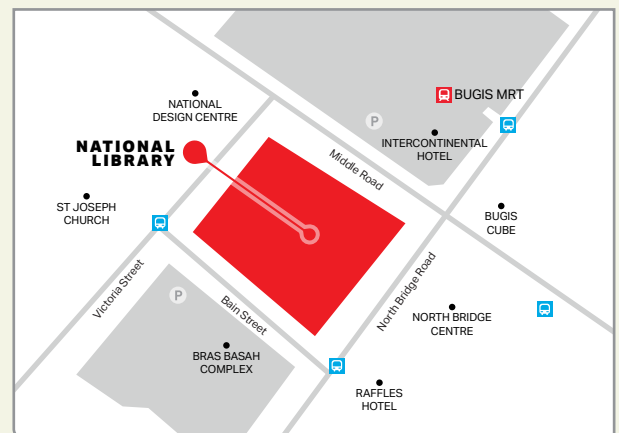 BUGIS MRT
NATIONAL
DESIGN CENTRE
P
INTERCONTINENTAL
HOTEL
NATIONAL
LIBRARY
Middle Road
ST JOSEPH
CHURCH
BUGIS
CUBE
Victoria Street
North Bridge Road
P
Bain Street
NORTH BRIDGE
CENTRE
BRAS BASAH
COMPLEX
RAFFLES
HOTEL